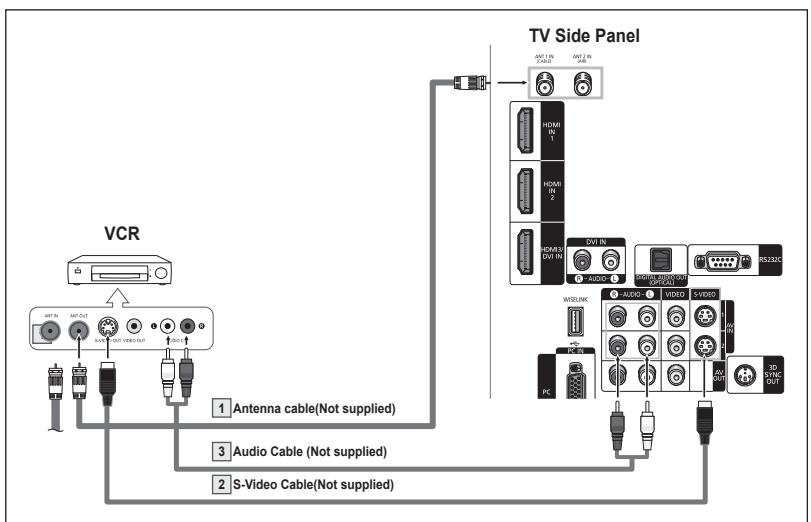 TV Side Panel
ANT 1 IN
(CABLE)
ANT 2 IN
(AIR)
HDMI
IN
1
HDMI
IN
2
HDMI3/
DVI IN
DVI IN
R - AUDIO - L
DIGITAL AUDIO OUT
(OPTICAL)
RS232C
WISELINK
R - AUDIO - L
VIDEO
S-VIDEO
1
AV
IN
2
AV
OUT
PC IN
PC
3D
SYNC
OUT
VCR
ANT IN
ANT OUT
VIDEO OUT
L
R
1 Antenna cable(Not supplied)
3 Audio Cable (Not supplied)
2 S-Video Cable(Not supplied)